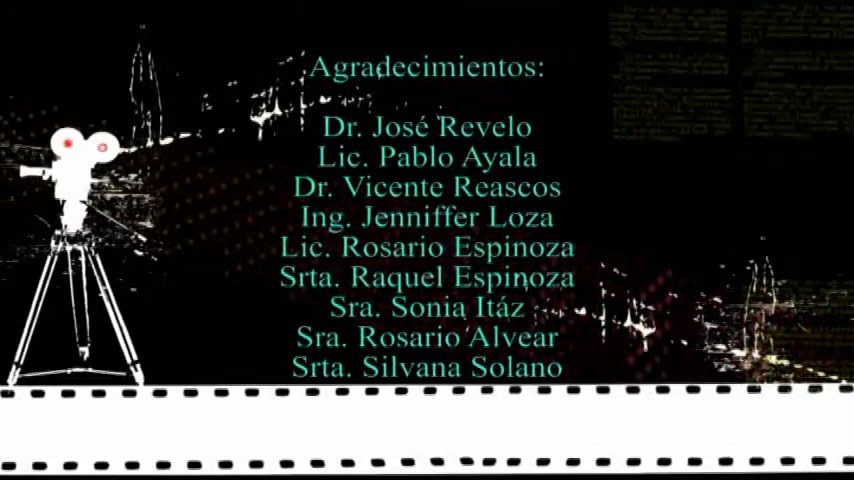 Agradecimientos:
Dr. José Revelo
Lic. Pablo Ayala
Dr. Vicente Reascos
Ing. Jenniffer Loza
Lic. Rosario Espinoza
Srta. Raquel Espinoza
Sra. Sonia Itáz
Sra. Rosario Alvear
Srta. Silvana Solano